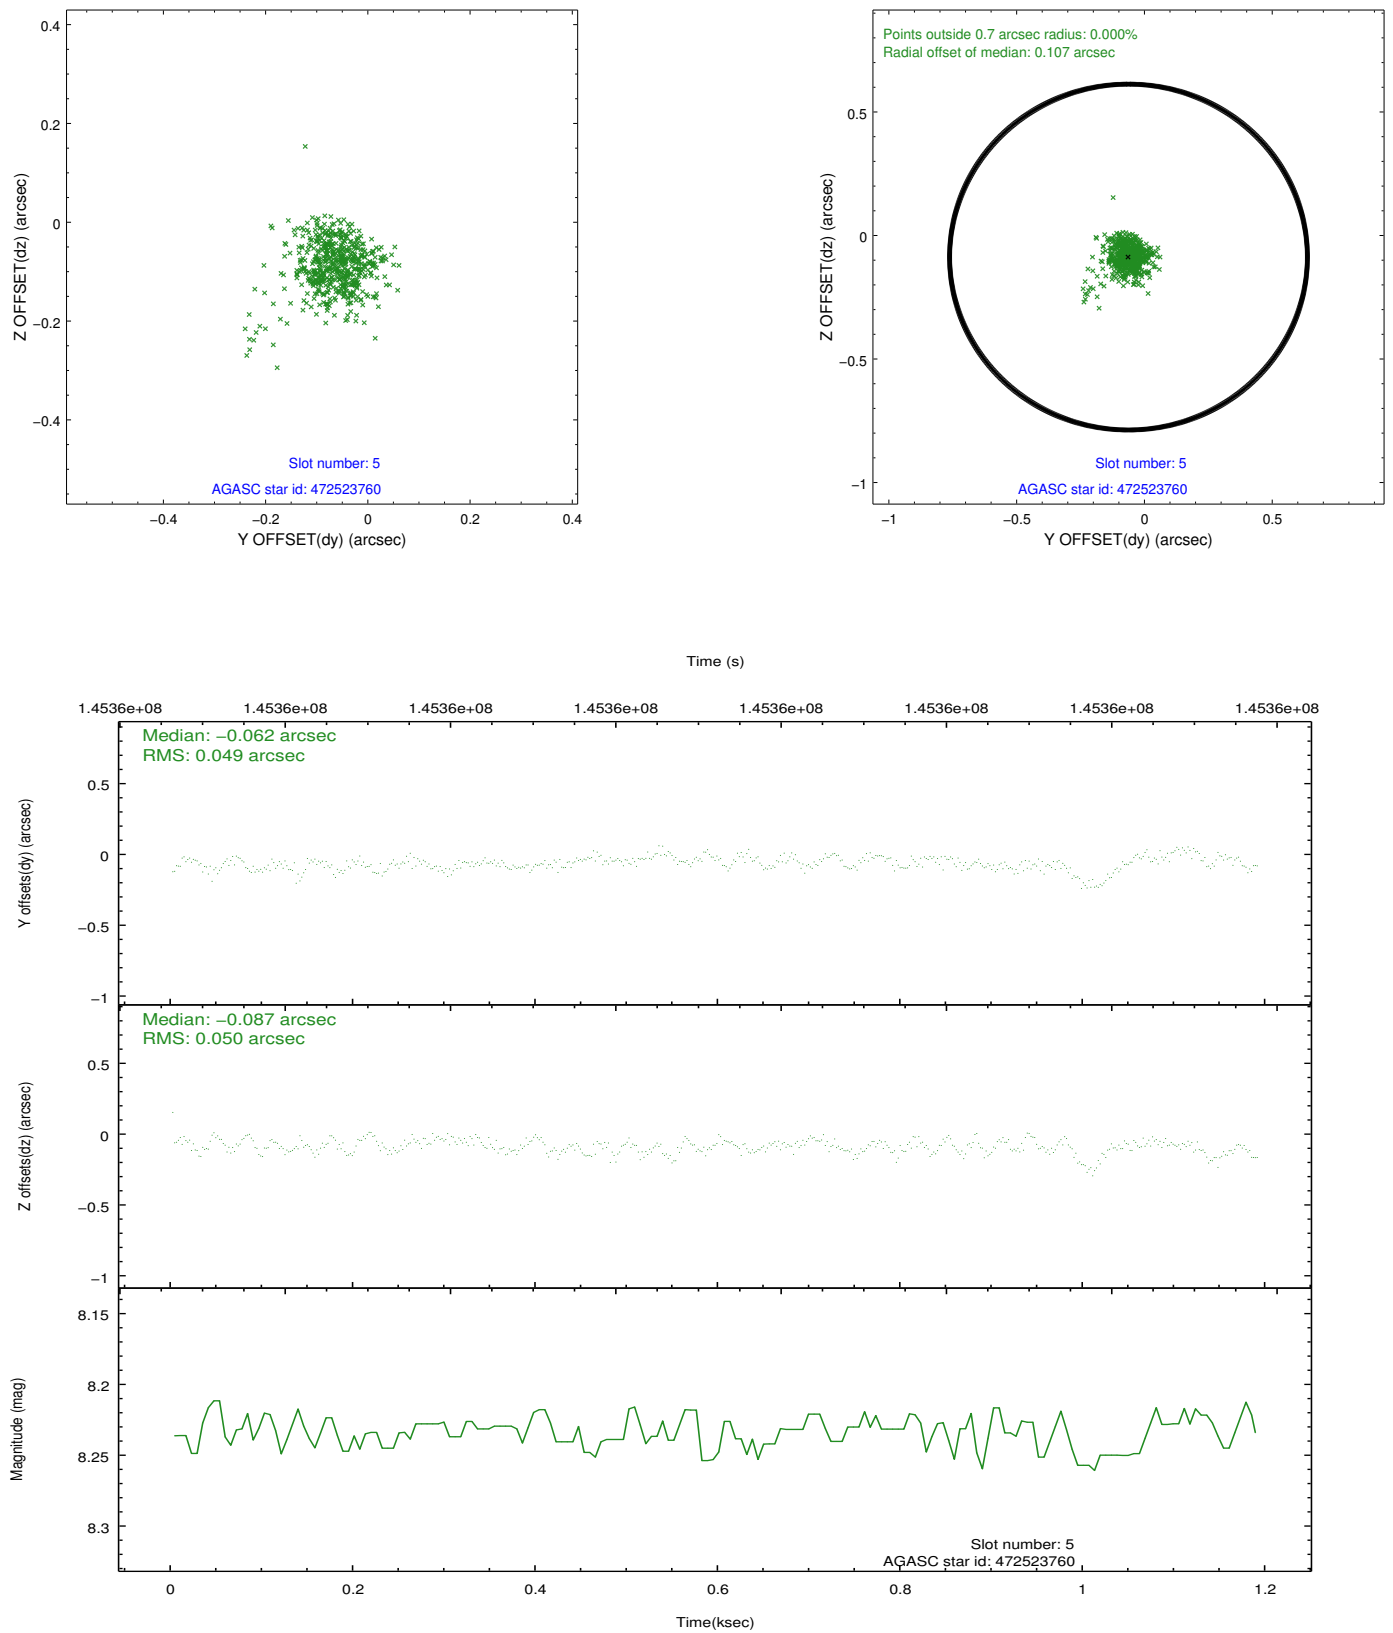 0.4
0.2
0
−0.2
−0.4
Z OFFSET(dz) (arcsec)
Slot number: 5
AGASC star id: 472523760
−0.4 −0.2 0 0.2 0.4
Y OFFSET(dy) (arcsec)
Points outside 0.7 arcsec radius: 0.000%
Radial offset of median: 0.107 arcsec
0.5
0
−0.5
−1
Z OFFSET(dz) (arcsec)
Slot number: 5
AGASC star id: 472523760
−1 −0.5 0 0.5
Y OFFSET(dy) (arcsec)
Time (s)
1.4536e+08 1.4536e+08 1.4536e+08 1.4536e+08 1.4536e+08 1.4536e+08 1.4536e+08 1.4536e+08
Median: −0.062 arcsec
RMS: 0.049 arcsec
0.5
0
−0.5
−1
Y offsets(dy) (arcsec)
Median: −0.087 arcsec
RMS: 0.050 arcsec
0.5
0
−0.5
−1
Z offsets(dz) (arcsec)
8.15
8.2
8.25
8.3
Magnitude (mag)
Slot number: 5
AGASC star id: 472523760
0 0.2 0.4 0.6 0.8 1 1.2
Time(ksec)